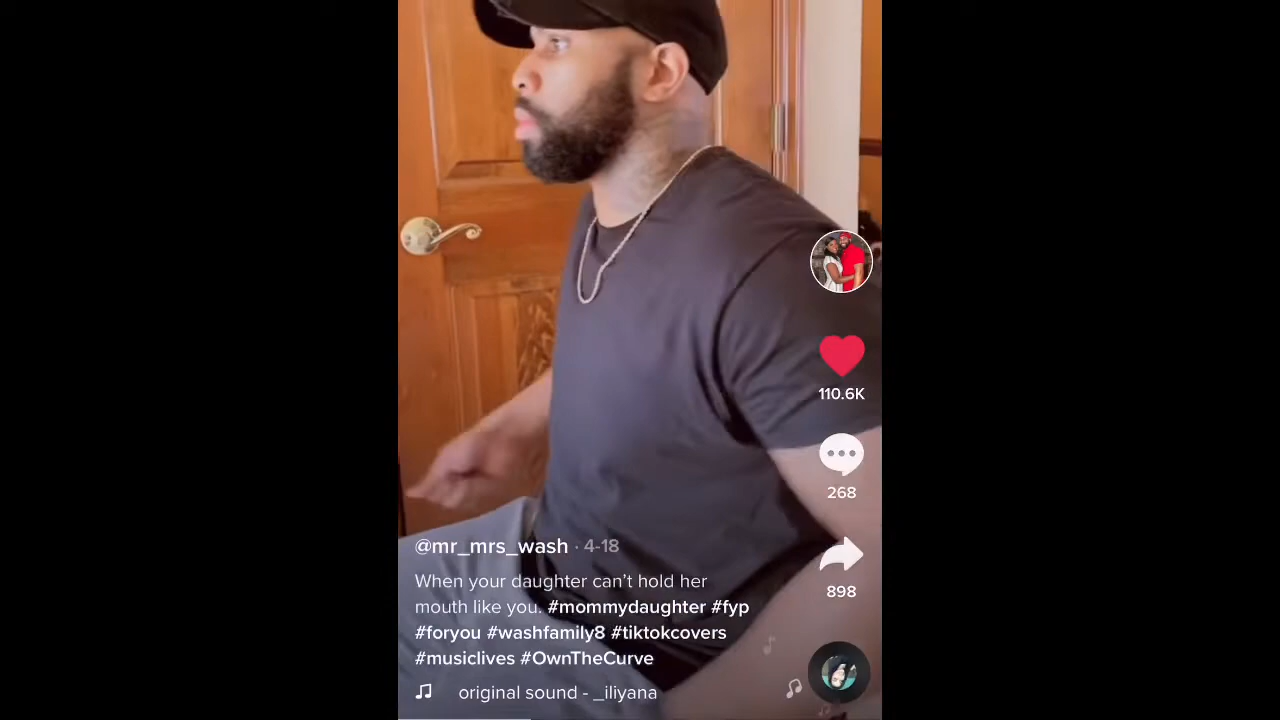 110.6K
268
898
@mr_mrs_wash · 4-18
When your daughter can’t hold her
mouth like you. #mommydaughter #fyp
#foryou #washfamily8 #tiktokcovers
#musiclives #OwnTheCurve
original sound - _iliyana